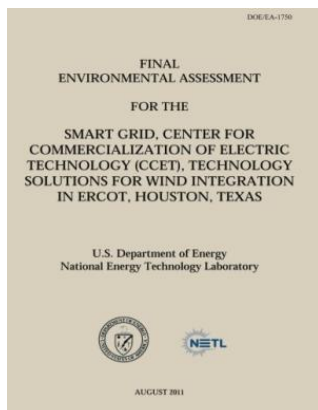 DOE/EA-1750
FINAL
ENVIRONMENTAL ASSESSMENT
FOR THE
SMART GRID, CENTER FOR
COMMERCIALIZATION OF ELECTRIC
TECHNOLOGY (CCET), TECHNOLOGY
SOLUTIONS FOR WIND INTEGRATION
IN ERCOT, HOUSTON, TEXAS
U.S. Department of Energy
National Energy Technology Laboratory
NETL
AUGUST 2011